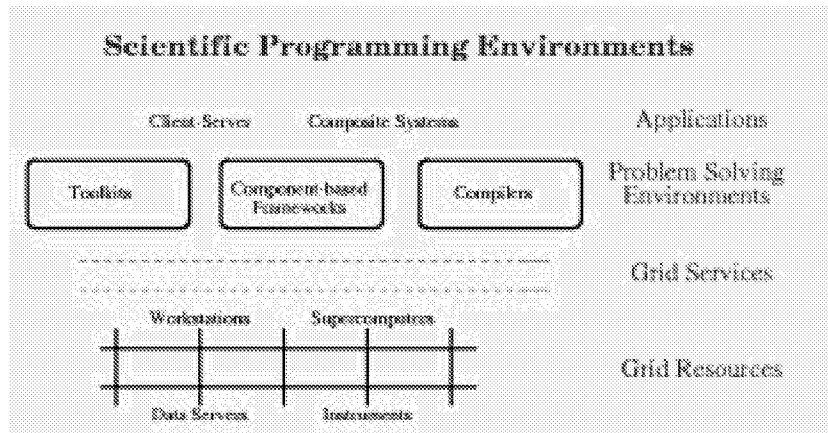 Scientific Programming Environments
Client-Server Composite Systems Applications
Toolkits Component-based Frameworks Compilers Problem Solving Environments
Grid Services
Workstations Supercomputers
Grid Resources
Data Servers Instruments